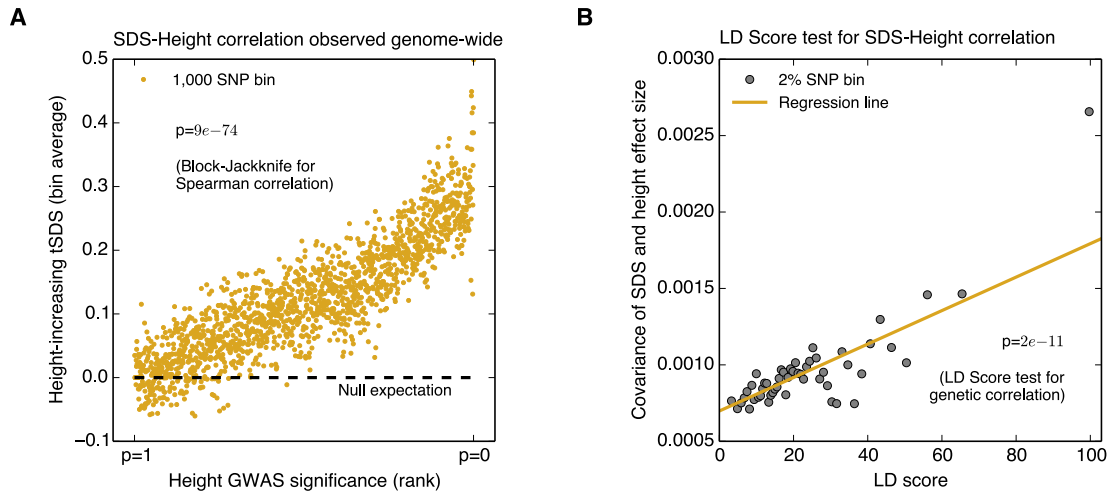 A
SDS-Height correlation observed genome-wide
Height-increasing tSDS (bin average)
0.5
0.4
0.3
0.2
0.1
0.0
−0.1
1,000 SNP bin
p=9e−74
(Block-Jackknife for
Spearman correlation)
Null expectation
p=1
p=0
Height GWAS significance (rank)
B
LD Score test for SDS-Height correlation
Covariance of SDS and height effect size
0.0030
0.0025
0.0020
0.0015
0.0010
0.0005
2% SNP bin
Regression line
p=2e−11
(LD Score test for
genetic correlation)
0
20
40
60
80
100
LD score